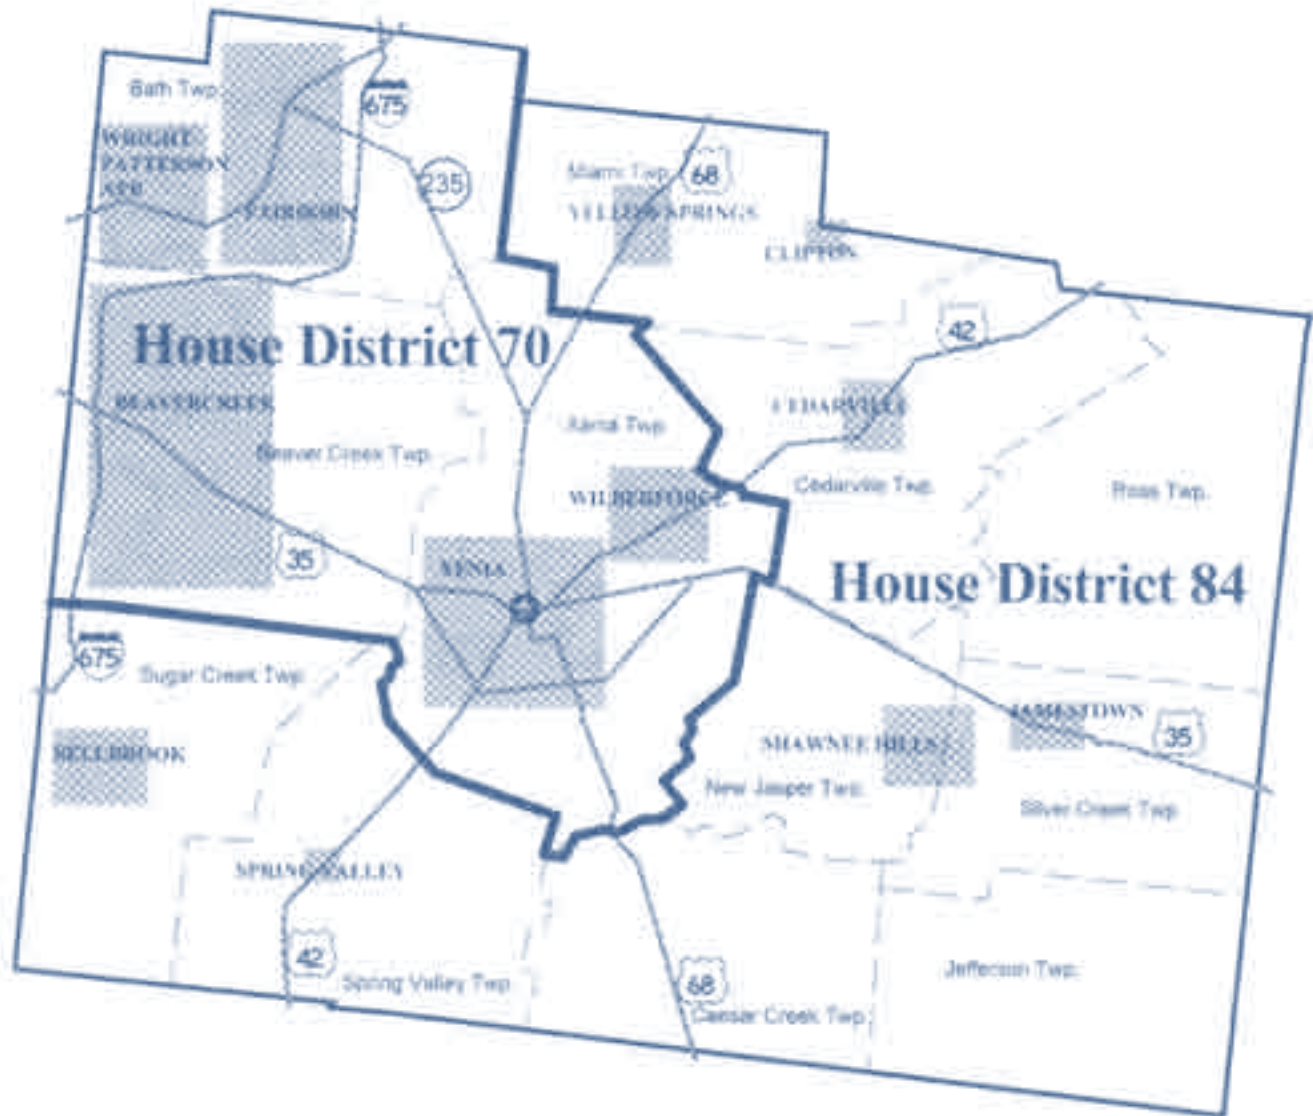 Bath Twp.
675
WRIGHT
PATTERSON
AFB
235
Miami Twp.
68
FAIRBORN
YELLOW SPRINGS
CLIPTON
House District 70
42
BEAVERCREEK
CEDARVILLE
Xenia Twp.
Beaver Creek Twp.
Cedarville Twp.
Ross Twp.
WILBERFORCE
35
XENIA
House District 84
675
Sugar Creek Twp.
JAMESTOWN
35
BELLBROOK
SHAWNEE HILLS
New Jasper Twp.
Silver Creek Twp.
SPRING VALLEY
42
Spring Valley Twp.
68
Jefferson Twp.
Caesar Creek Twp.